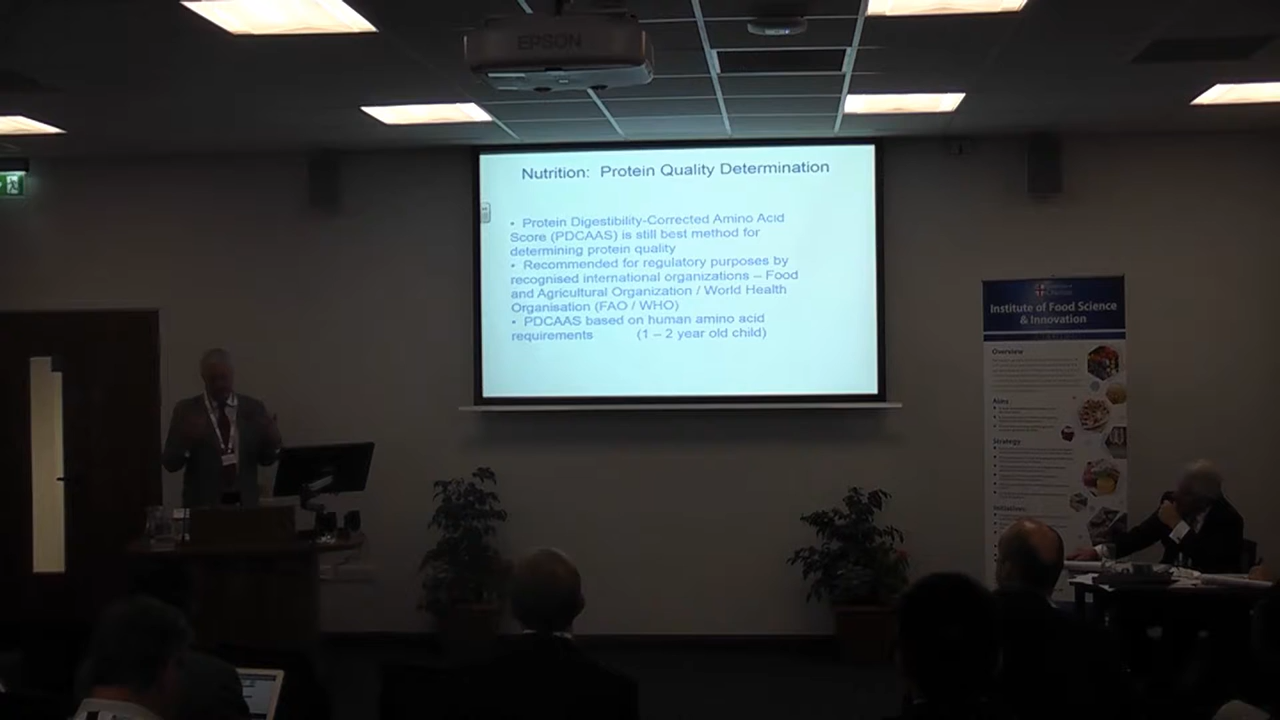 EPSON
Nutrition: Protein Quality Determination
• Protein Digestibility-Corrected Amino Acid
Score (PDCAAS) is still best method for
determining protein quality
• Recommended for regulatory purposes by
recognised international organizations – Food
and Agricultural Organization / World Health
Organisation (FAO / WHO)
• PDCAAS based on human amino acid
requirements (1 – 2 year old child)
Institute of Food Science
& Innovation
Overview
Aims
Strategy
Initiatives